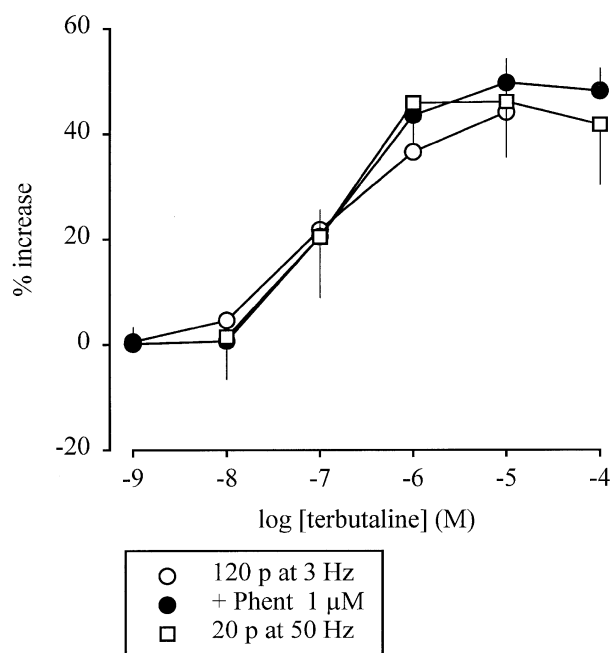 60
40
20
0
-20
% increase
-9 -8 -7 -6 -5 -4
log [terbutaline] (M)
120 p at 3 Hz
+ Phent 1 μM
20 p at 50 Hz